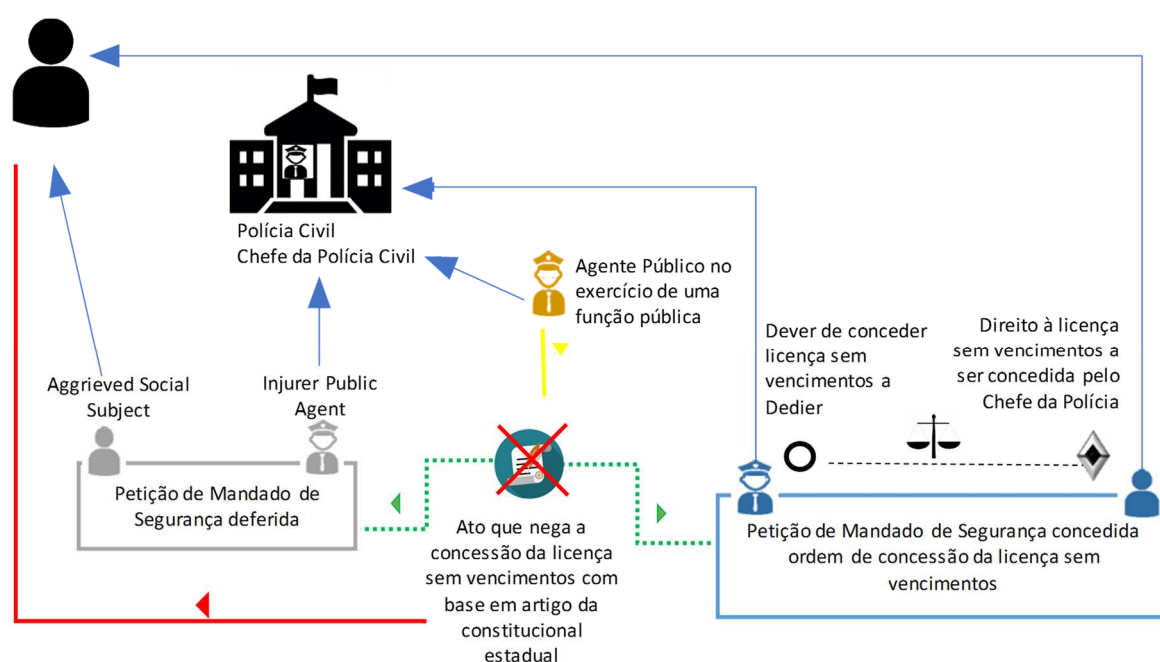 Polícia Civil
Chefe da Polícia Civil
Agente Público no
exercício de uma
função pública
Dever de conceder
licença sem
vencimentos a
Dedier
Direito à licença
sem vencimentos a
ser concedida pelo
Chefe da Polícia
Aggrieved Social
Subject
Injurer Public
Agent
Petição de Mandado de
Segurança deferida
Ato que nega a
concessão da licença
sem vencimentos com
base em artigo da
constitucional
estadual
Petição de Mandado de Segurança concedida
ordem de concessão da licença sem
vencimentos